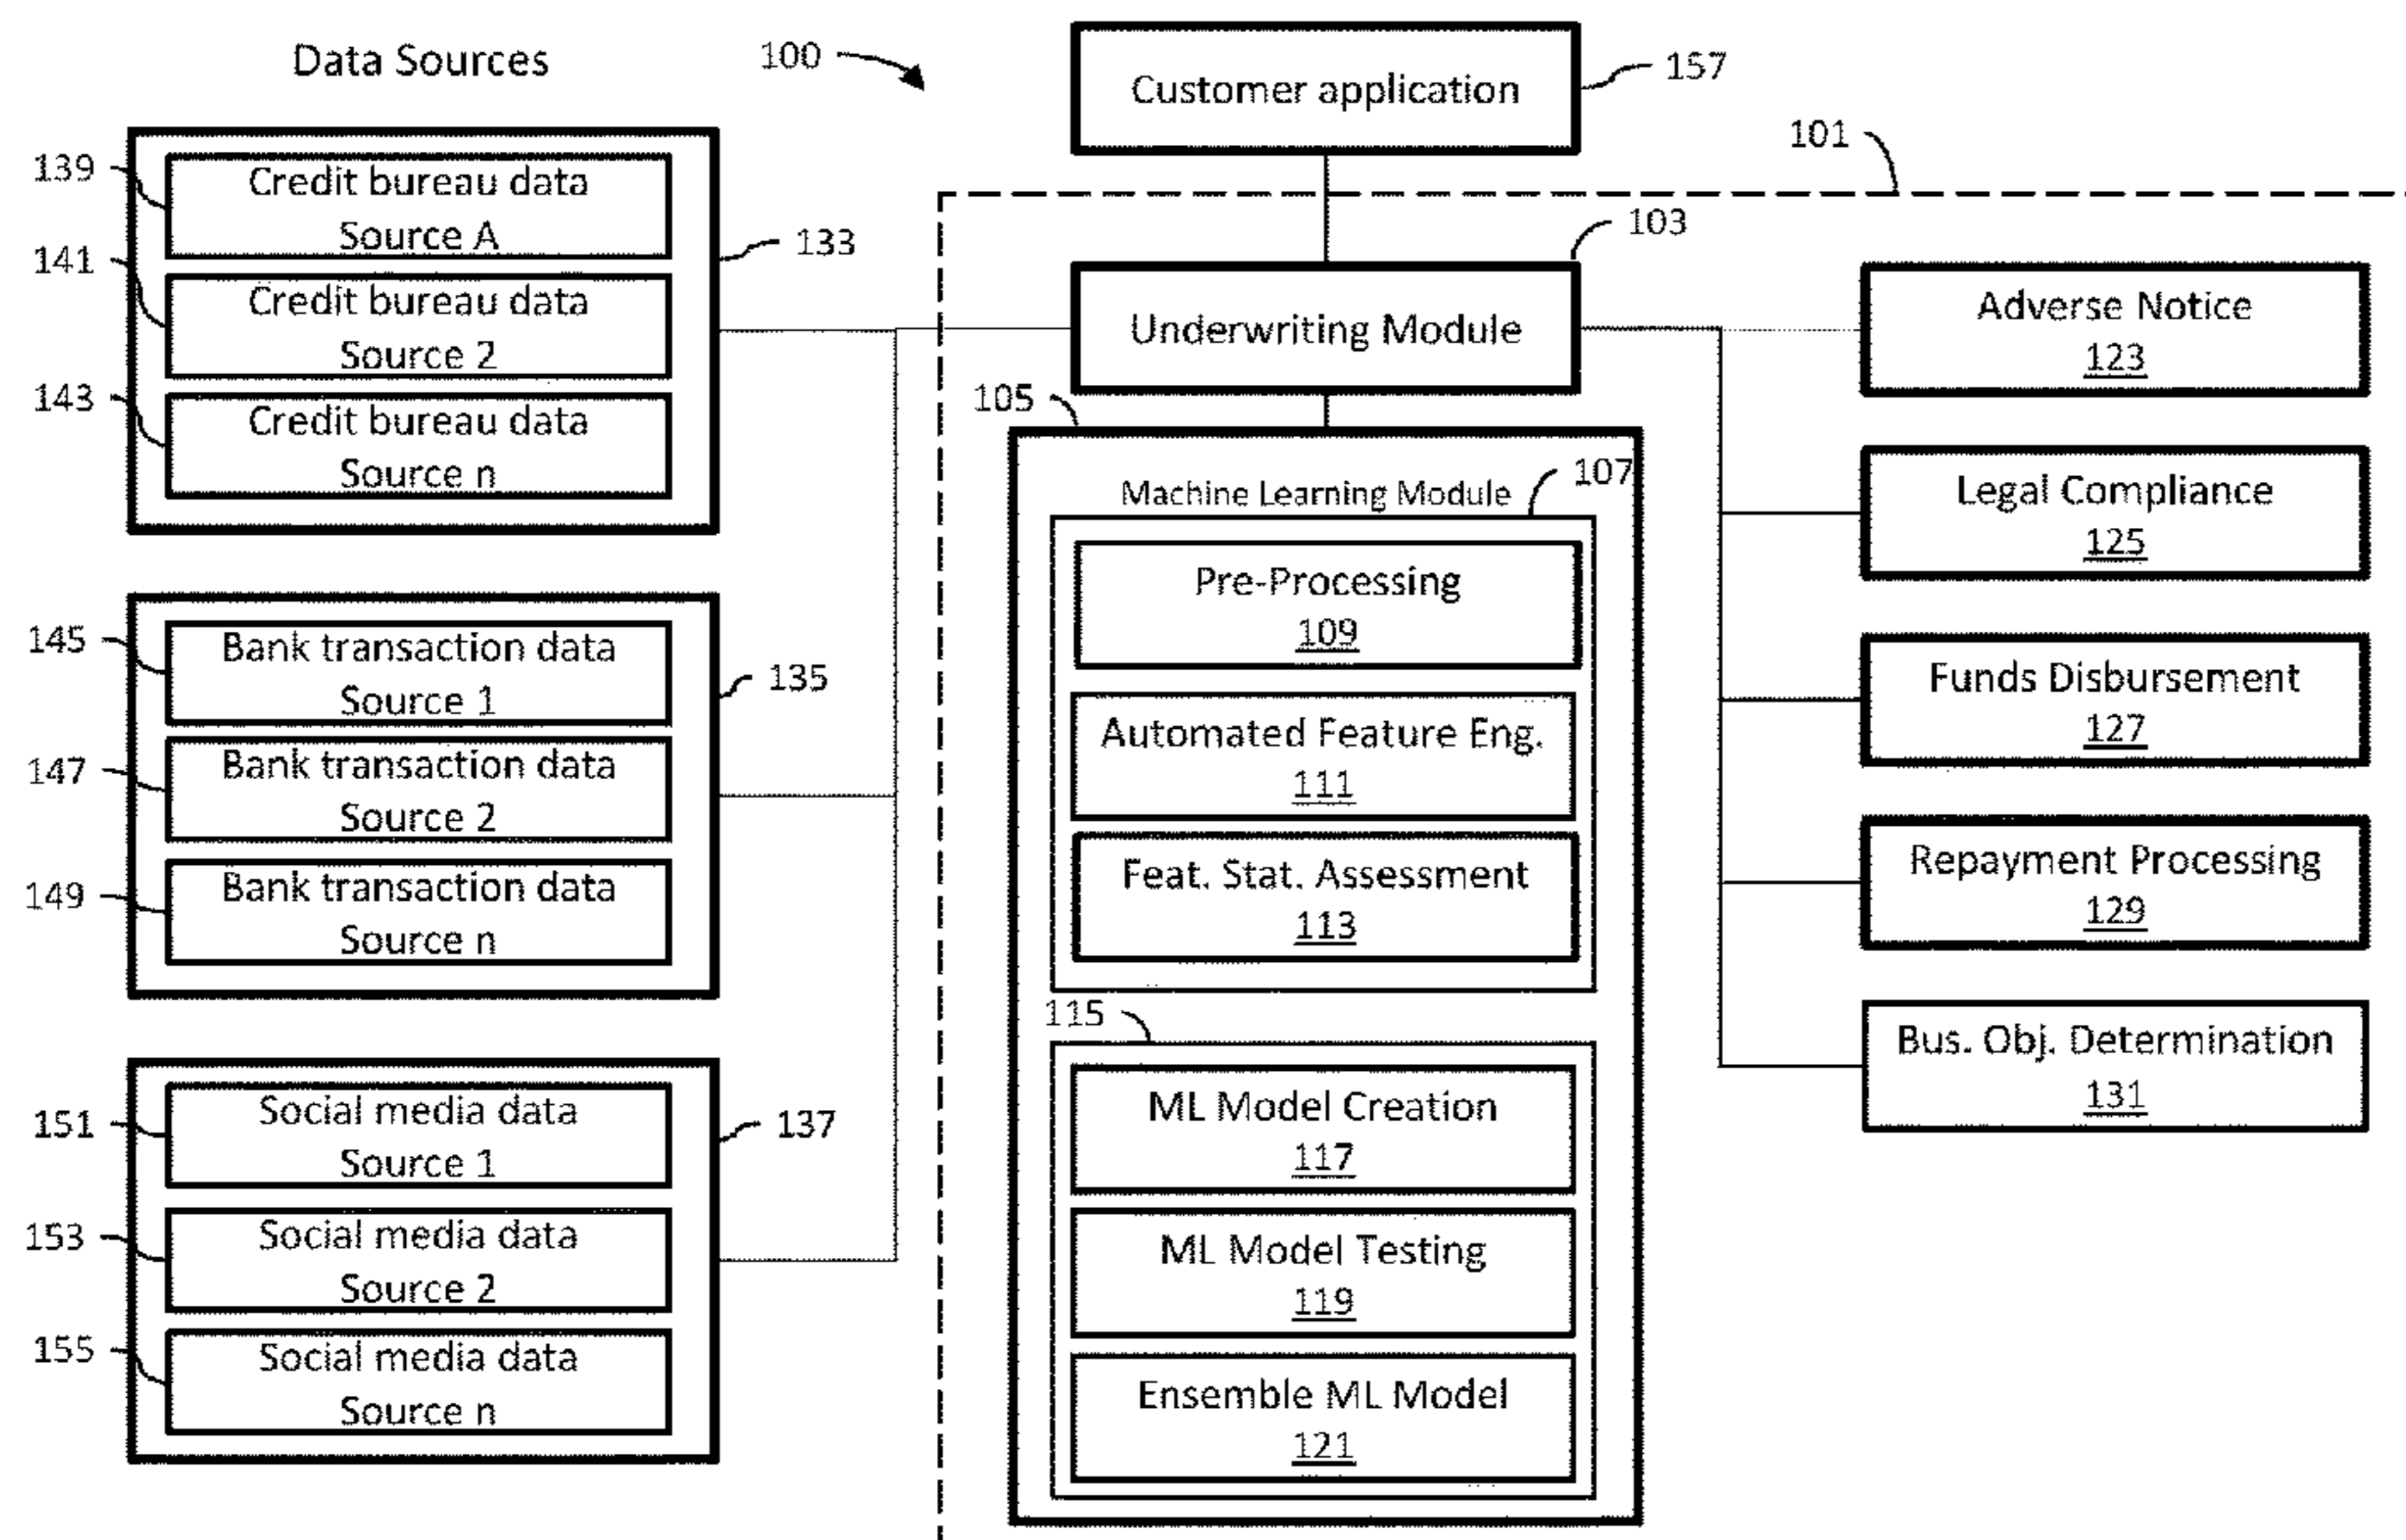 Data Sources
100
Customer application
157
101
139
Credit bureau data
Source A
141
Credit bureau data
Source 2
143
Credit bureau data
Source n
133
145
Bank transaction data
Source 1
147
Bank transaction data
Source 2
149
Bank transaction data
Source n
135
151
Social media data
Source 1
153
Social media data
Source 2
155
Social media data
Source n
137
103
Underwriting Module
105
Machine Learning Module
107
Pre-Processing
109
Automated Feature Eng.
111
Feat. Stat. Assessment
113
115
ML Model Creation
117
ML Model Testing
119
Ensemble ML Model
121
Adverse Notice
123
Legal Compliance
125
Funds Disbursement
127
Repayment Processing
129
Bus. Obj. Determination
131